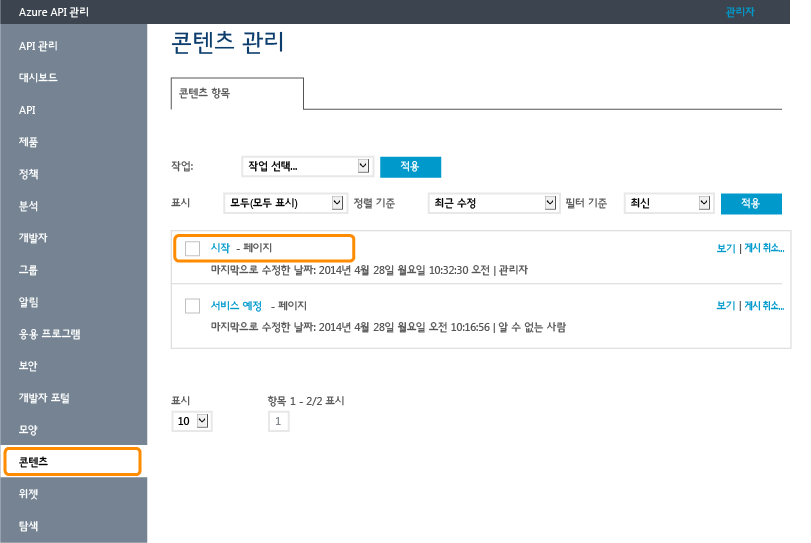 Azure API 관리
관리자
API 관리
대시보드
API
제품
정책
분석
개발자
그룹
알림
응용 프로그램
보안
개발자 포털
모양
콘텐츠
위젯
탐색
콘텐츠 관리
콘텐츠 항목
작업: 작업 선택... 적용
표시 모두(모두 표시) 정렬 기준 최근 수정 필터 기준 최신 적용
시작 - 페이지 보기 | 게시 취소...
마지막으로 수정한 날짜: 2014년 4월 28일 월요일 10:32:30 오전 | 관리자
서비스 예정 - 페이지 보기 | 게시 취소...
마지막으로 수정한 날짜: 2014년 4월 28일 월요일 오전 10:16:56 | 알 수 없는 사람
표시 항목 1 - 2/2 표시
10 1